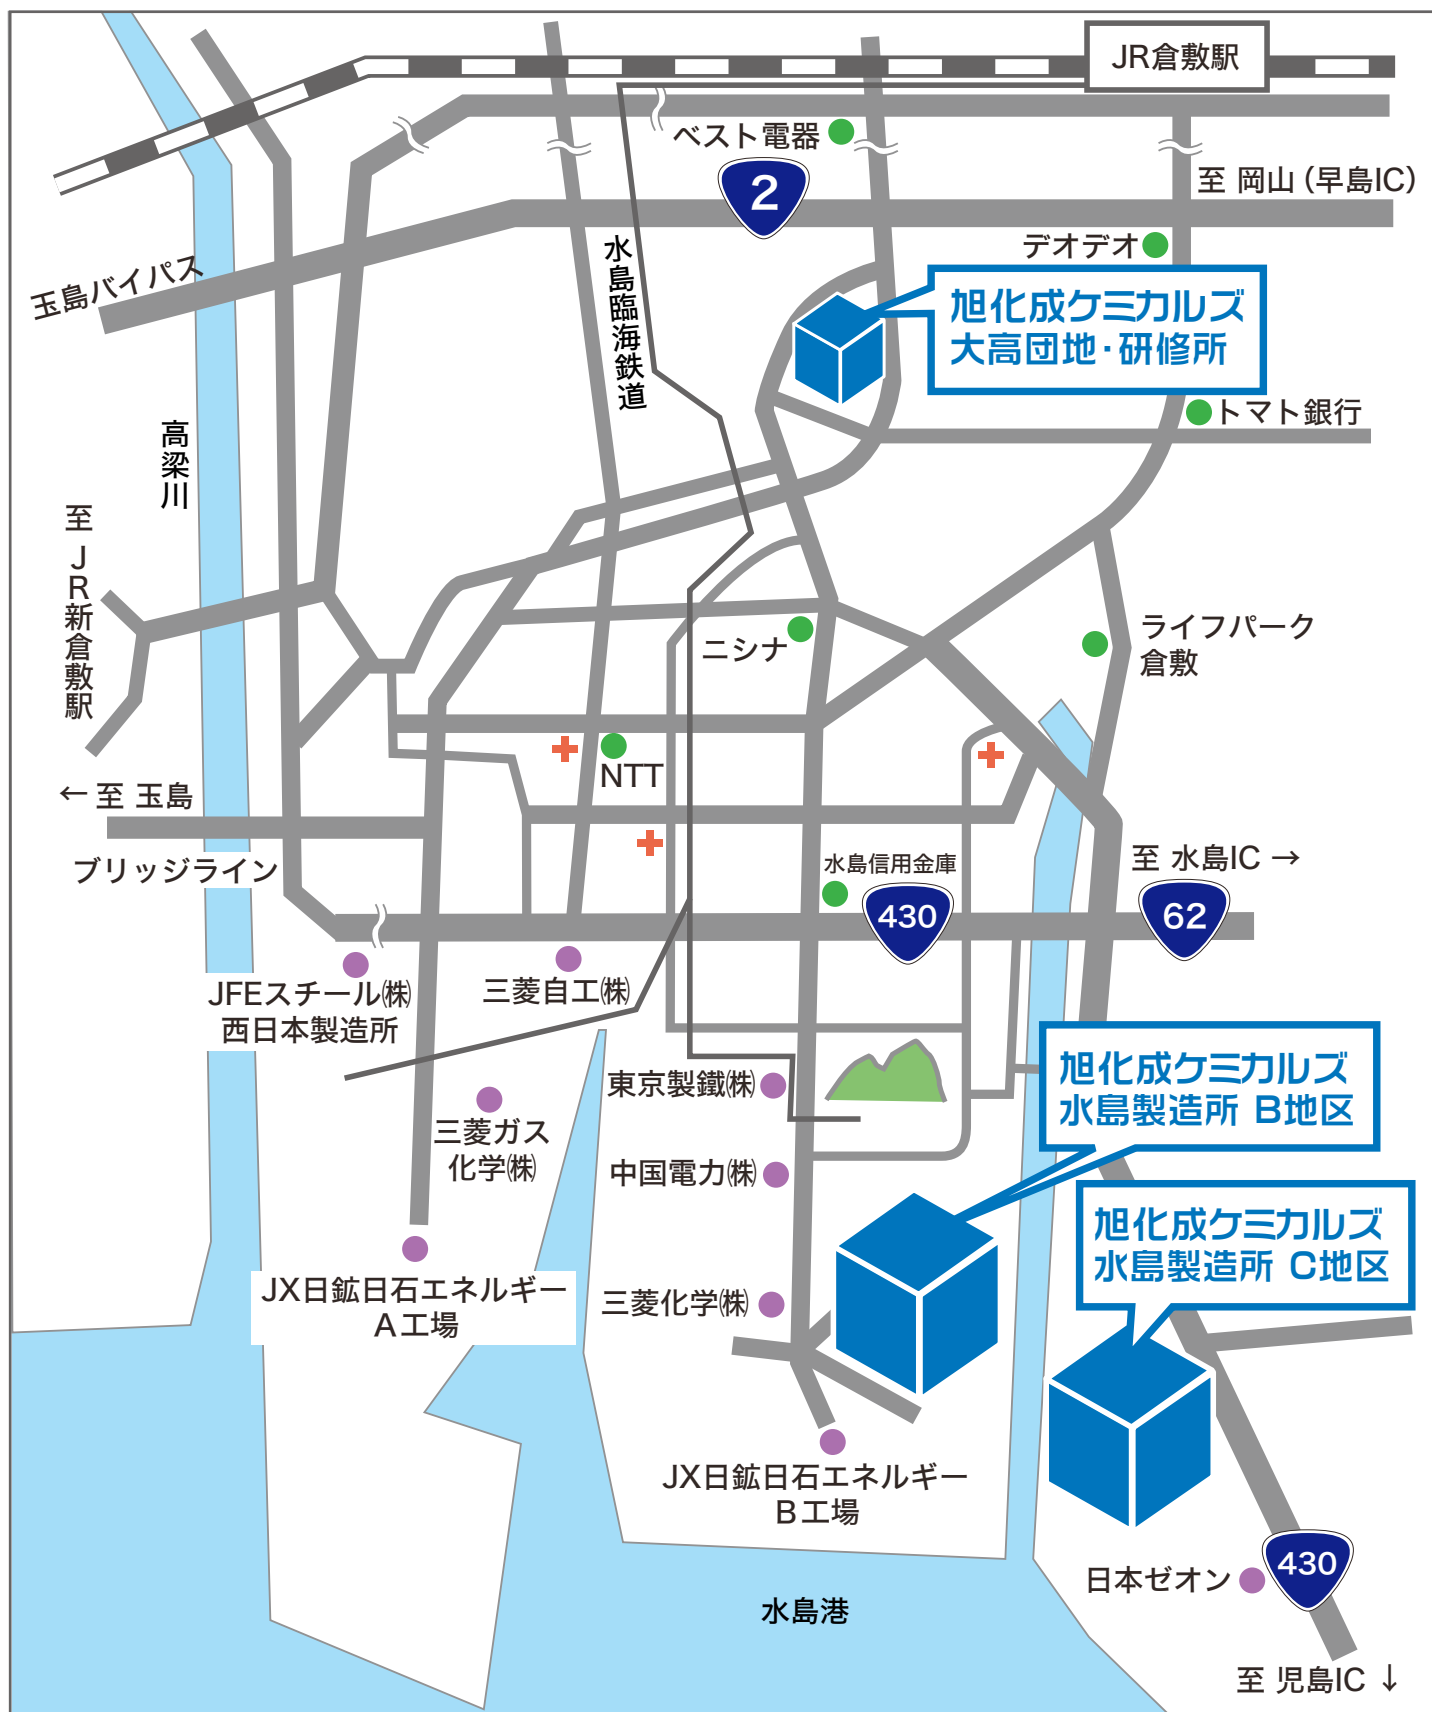 JR倉敷駅
ベスト電器
2
至 岡山（早島IC）
デオデオ
玉島バイパス
水島臨海鉄道
旭化成ケミカルズ
大高団地・研修所
トマト銀行
高梁川
至 JR新倉敷駅
ニシナ
ライフパーク
倉敷
NTT
← 至 玉島
ブリッジライン
水島信用金庫
430
至 水島IC →
62
JFEスチール㈱
西日本製造所
三菱自工㈱
東京製鐵㈱
旭化成ケミカルズ
水島製造所 B地区
三菱ガス
化学㈱
中国電力㈱
旭化成ケミカルズ
水島製造所 C地区
JX日鉱日石エネルギー
A工場
三菱化学㈱
JX日鉱日石エネルギー
B工場
日本ゼオン
430
水島港
至 児島IC ↓